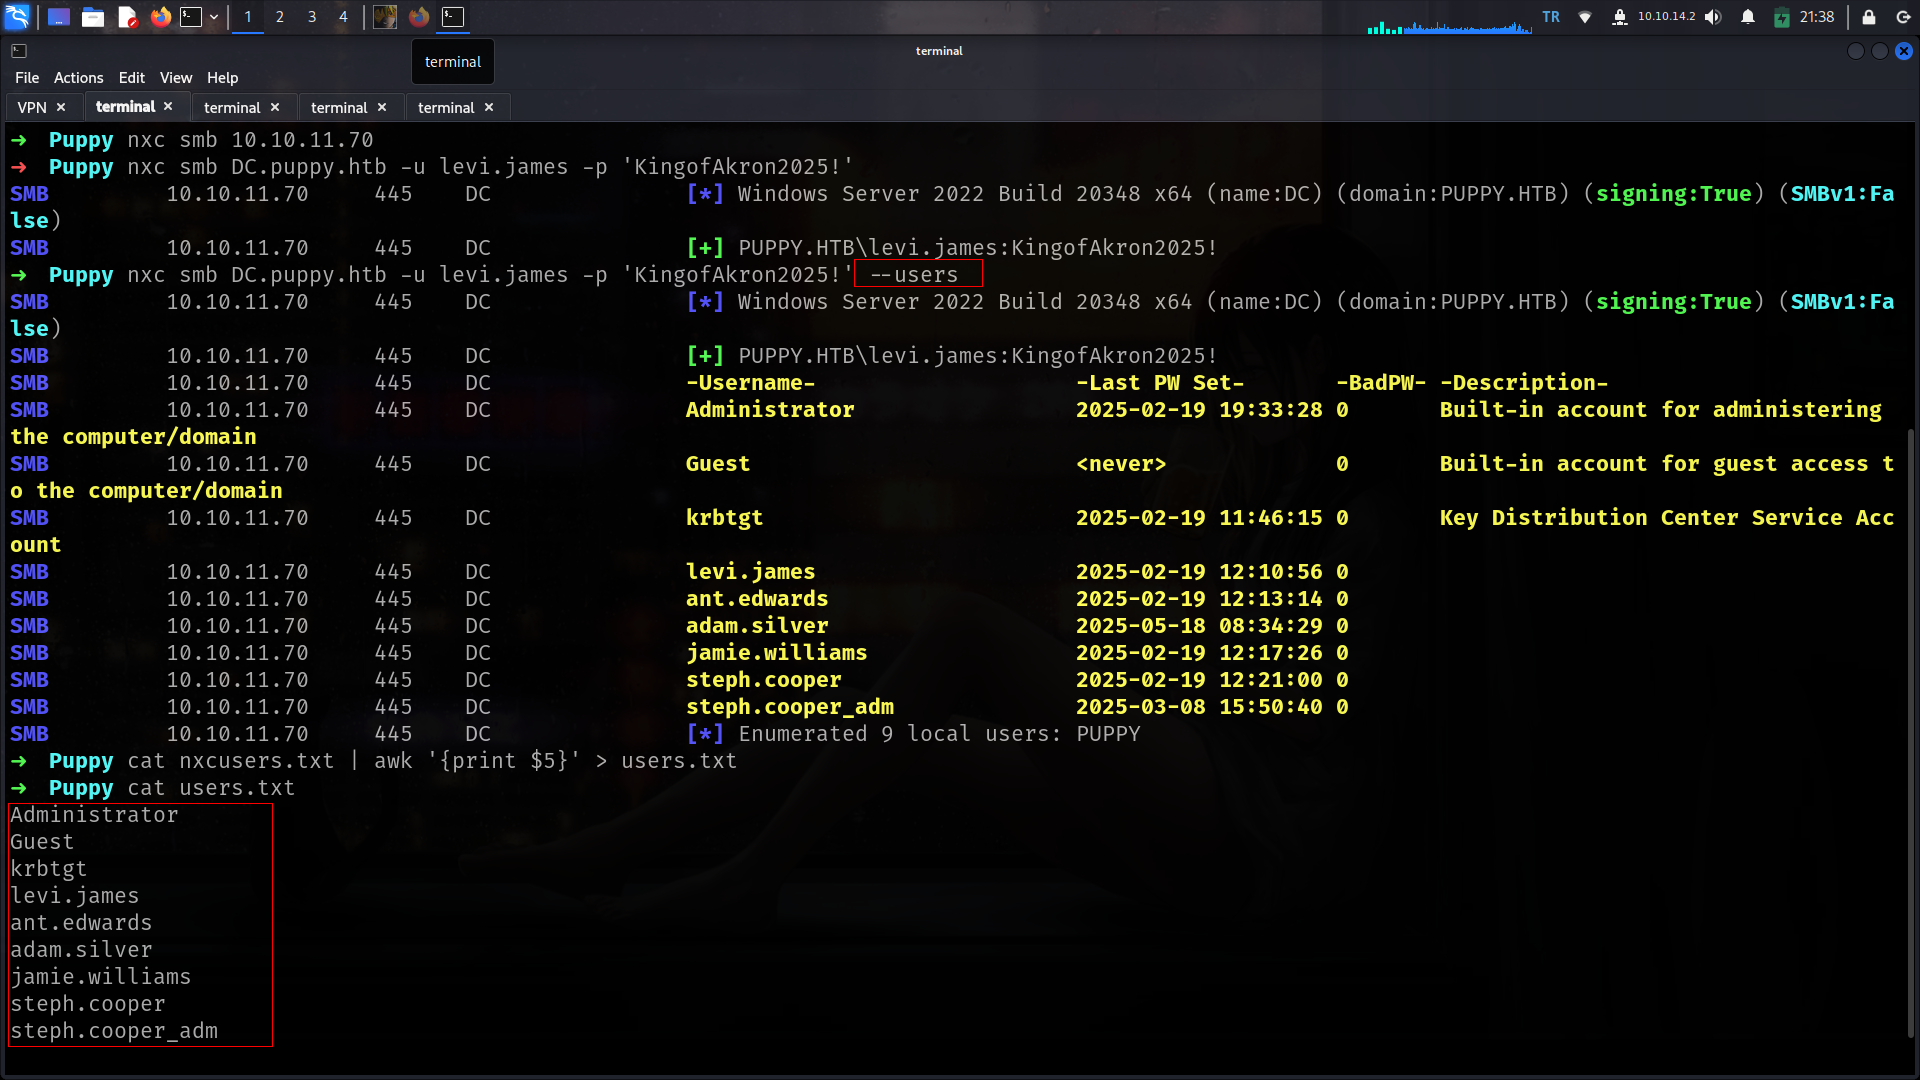 1 2 3 4 TR 10.10.14.2 21:38
terminal
terminal
File Actions Edit View Help
VPN × terminal × terminal × terminal × terminal ×
→ Puppy nxc smb 10.10.11.70
→ Puppy nxc smb DC.puppy.htb -u levi.james -p 'KingofAkron2025!'
SMB 10.10.11.70 445 DC [*] Windows Server 2022 Build 20348 x64 (name:DC) (domain:PUPPY.HTB) (signing:True) (SMBv1:Fa
lse)
SMB 10.10.11.70 445 DC [+] PUPPY.HTB\levi.james:KingofAkron2025!
→ Puppy nxc smb DC.puppy.htb -u levi.james -p 'KingofAkron2025!' --users
SMB 10.10.11.70 445 DC [*] Windows Server 2022 Build 20348 x64 (name:DC) (domain:PUPPY.HTB) (signing:True) (SMBv1:Fa
lse)
SMB 10.10.11.70 445 DC [+] PUPPY.HTB\levi.james:KingofAkron2025!
SMB 10.10.11.70 445 DC -Username- -Last PW Set- -BadPW- -Description-
SMB 10.10.11.70 445 DC Administrator 2025-02-19 19:33:28 0 Built-in account for administering
the computer/domain
SMB 10.10.11.70 445 DC Guest <never> 0 Built-in account for guest access t
o the computer/domain
SMB 10.10.11.70 445 DC krbtgt 2025-02-19 11:46:15 0 Key Distribution Center Service Acc
ount
SMB 10.10.11.70 445 DC levi.james 2025-02-19 12:10:56 0
SMB 10.10.11.70 445 DC ant.edwards 2025-02-19 12:13:14 0
SMB 10.10.11.70 445 DC adam.silver 2025-05-18 08:34:29 0
SMB 10.10.11.70 445 DC jamie.williams 2025-02-19 12:17:26 0
SMB 10.10.11.70 445 DC steph.cooper 2025-02-19 12:21:00 0
SMB 10.10.11.70 445 DC steph.cooper_adm 2025-03-08 15:50:40 0
SMB 10.10.11.70 445 DC [*] Enumerated 9 local users: PUPPY
→ Puppy cat nxcusers.txt | awk '{print $5}' > users.txt
→ Puppy cat users.txt
Administrator
Guest
krbtgt
levi.james
ant.edwards
adam.silver
jamie.williams
steph.cooper
steph.cooper_adm